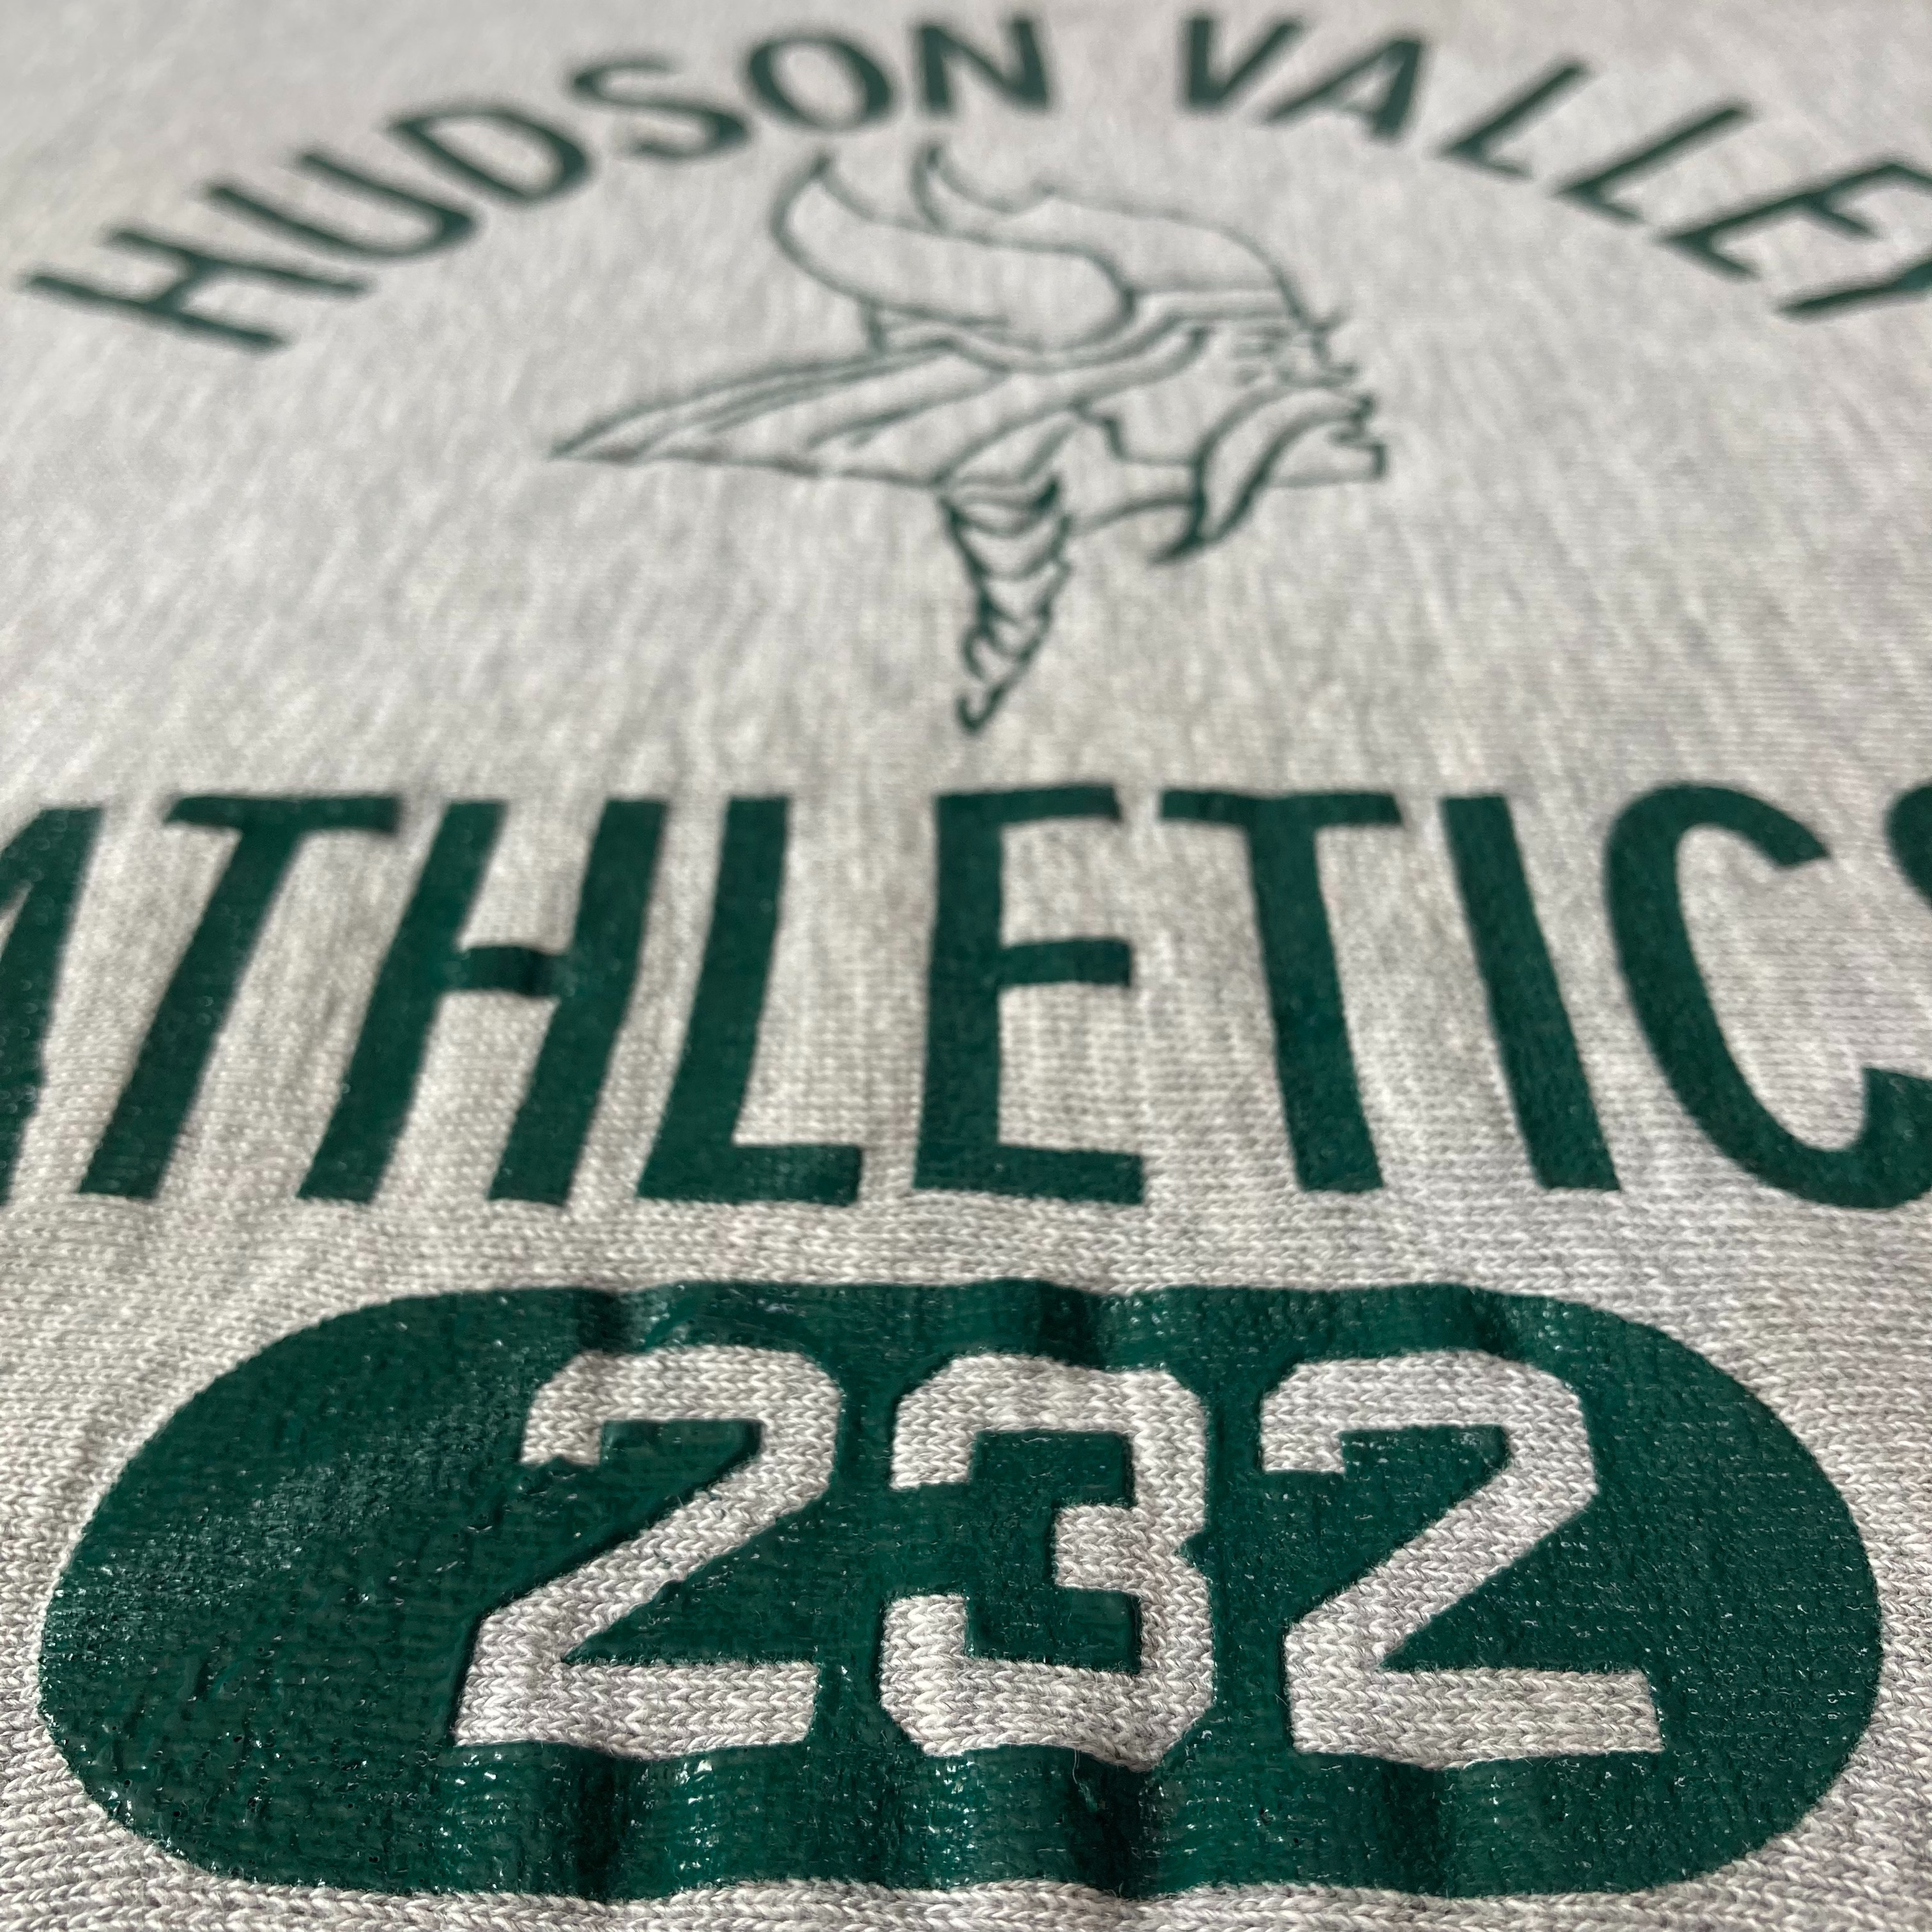 HUDSON VALLEY
ATHLETICS
232